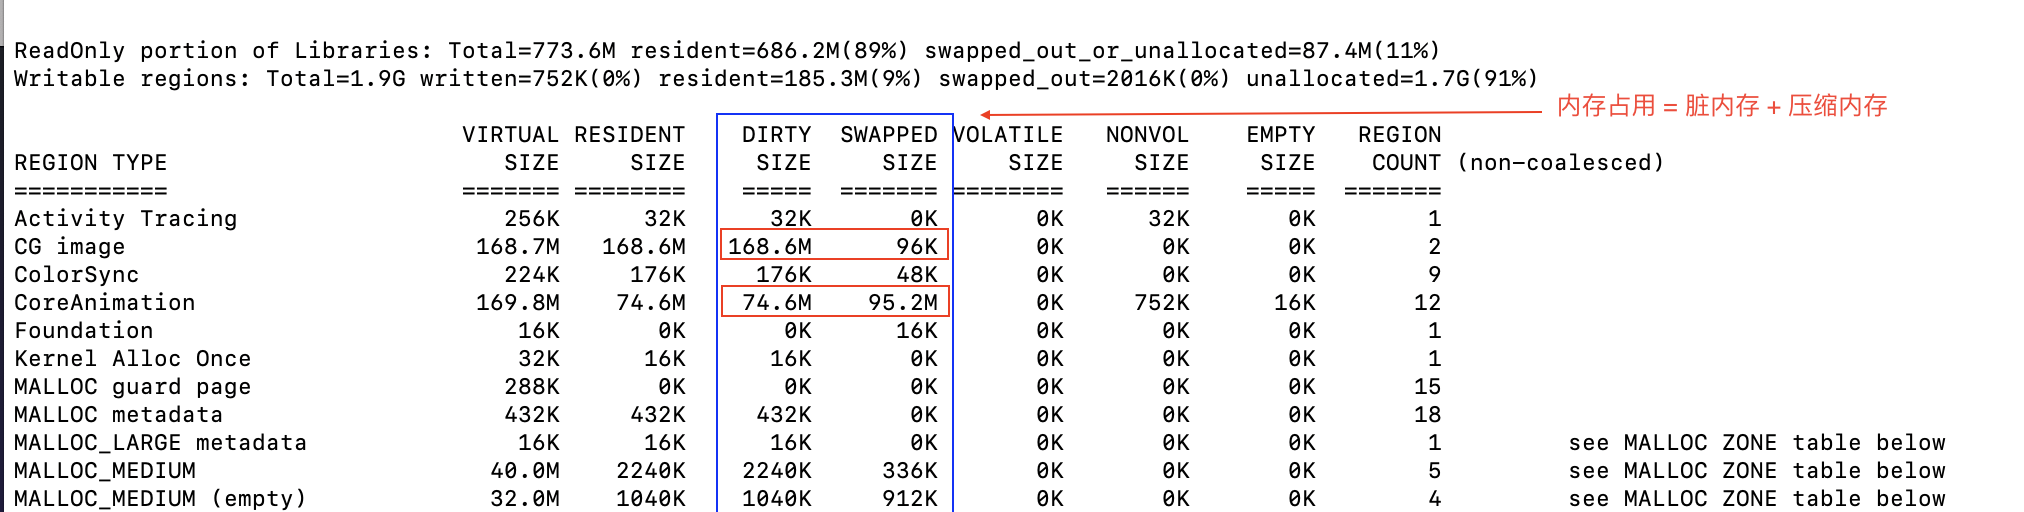 ReadOnly portion of Libraries: Total=773.6M resident=686.2M(89%) swapped_out_or_unallocated=87.4M(11%)
Writable regions: Total=1.9G written=752K(0%) resident=185.3M(9%) swapped_out=2016K(0%) unallocated=1.7G(91%)
内存占用 = 脏内存 + 压缩内存
VIRTUAL RESIDENT DIRTY SWAPPED VOLATILE NONVOL EMPTY REGION
REGION TYPE SIZE SIZE SIZE SIZE SIZE SIZE SIZE COUNT (non-coalesced)
=========== ======= ======== ===== ======= ======== ====== ===== =======
Activity Tracing 256K 32K 32K 0K 0K 32K 0K 1
CG image 168.7M 168.6M 168.6M 96K 0K 0K 0K 2
ColorSync 224K 176K 176K 48K 0K 0K 0K 9
CoreAnimation 169.8M 74.6M 74.6M 95.2M 0K 752K 16K 12
Foundation 16K 0K 0K 16K 0K 0K 0K 1
Kernel Alloc Once 32K 16K 16K 0K 0K 0K 0K 1
MALLOC guard page 288K 0K 0K 0K 0K 0K 0K 15
MALLOC metadata 432K 432K 432K 0K 0K 0K 0K 18
MALLOC_LARGE metadata 16K 16K 16K 0K 0K 0K 0K 1 see MALLOC ZONE table below
MALLOC_MEDIUM 40.0M 2240K 2240K 336K 0K 0K 0K 5 see MALLOC ZONE table below
MALLOC_MEDIUM (empty) 32.0M 1040K 1040K 912K 0K 0K 0K 4 see MALLOC ZONE table below